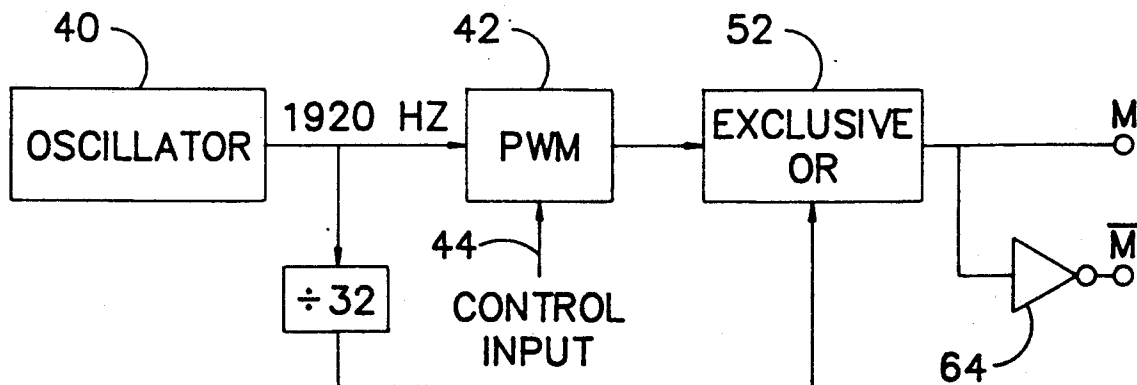 40
42
52
OSCILLATOR
1920 HZ
PWM
EXCLUSIVE
OR
M
44
M̅
÷32
CONTROL
INPUT
64